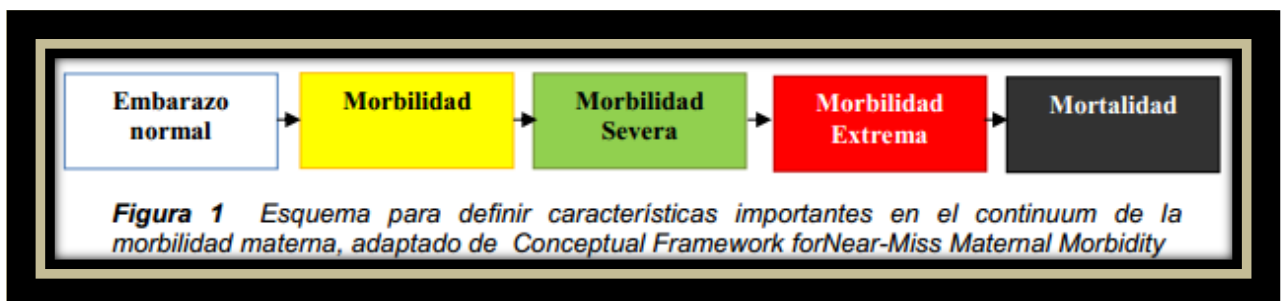 Embarazo normal
Morbilidad
Morbilidad Severa
Morbilidad Extrema
Mortalidad
Figura 1 Esquema para definir características importantes en el continuum de la
morbilidad materna, adaptado de Conceptual Framework forNear-Miss Maternal Morbidity